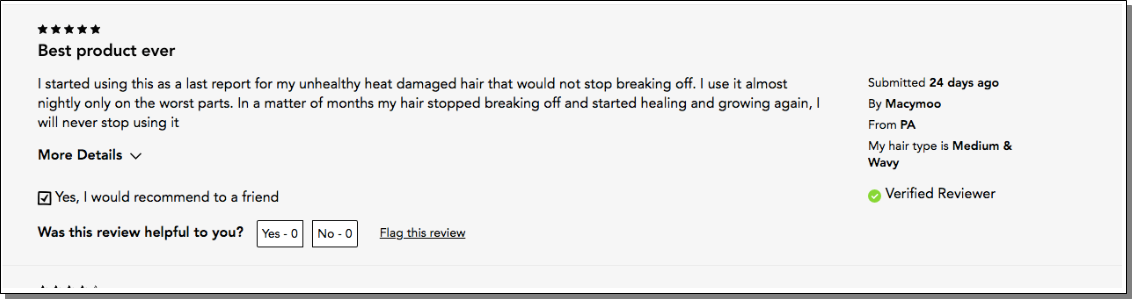 Best product ever
I started using this as a last report for my unhealthy heat damaged hair that would not stop breaking off. I use it almost
nightly only on the worst parts. In a matter of months my hair stopped breaking off and started healing and growing again, I
will never stop using it
More Details
Yes, I would recommend to a friend
Was this review helpful to you? Yes - 0 No - 0 Flag this review
Submitted 24 days ago
By Macymoo
From PA
My hair type is Medium &
Wavy
Verified Reviewer